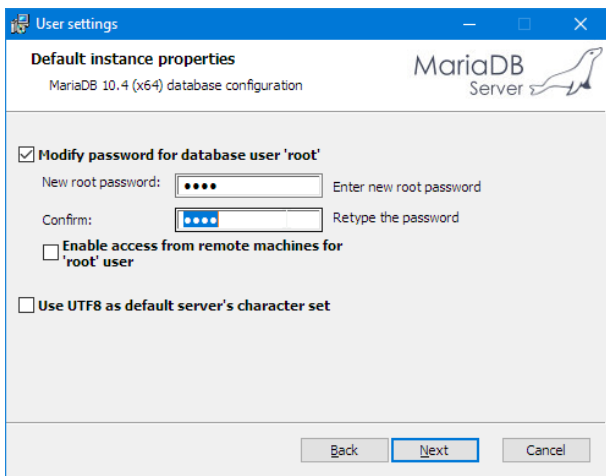 User settings
Default instance properties
MariaDB 10.4 (x64) database configuration
MariaDB
Server
Modify password for database user 'root'
New root password: •••• Enter new root password
Confirm: •••• Retype the password
Enable access from remote machines for
'root' user
Use UTF8 as default server's character set
Back Next Cancel